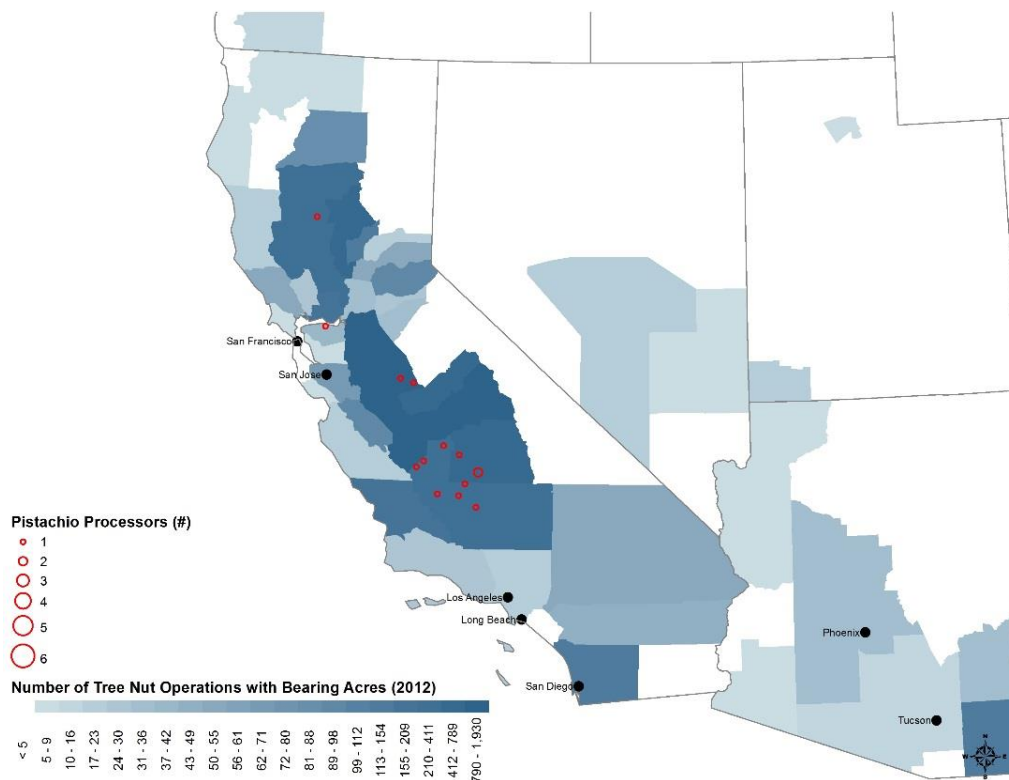 San Francisco
San Jose
Los Angeles
Long Beach
San Diego
Phoenix
Tucson
Pistachio Processors (#)
1
2
3
4
5
6
Number of Tree Nut Operations with Bearing Acres (2012)
< 5
5 - 9
10 - 16
17 - 23
24 - 30
31 - 36
37 - 42
43 - 49
50 - 55
56 - 61
62 - 71
72 - 80
81 - 88
89 - 98
99 - 112
113 - 154
155 - 209
210 - 411
412 - 789
790 - 1,930
N
W
E
S